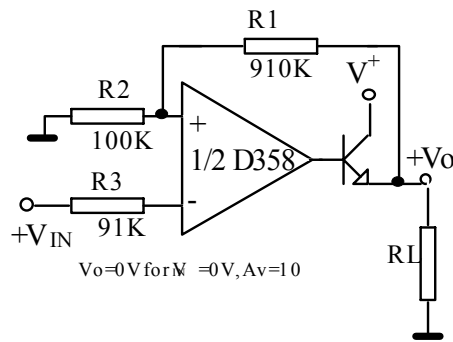 R1
910K
V+
R2
100K
+
1/2 D358
+Vo
R3
91K
-
+VIN
RL
Vo=0V for =0V, Av=10